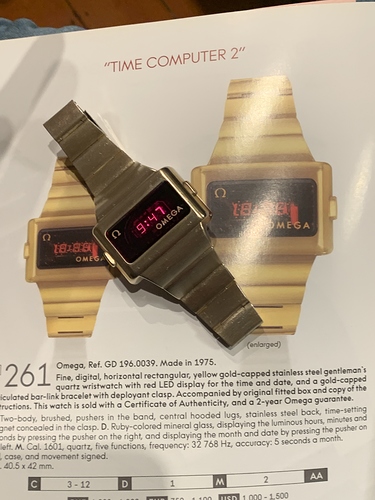 "TIME COMPUTER 2"
Ω
9:47
OMEGA
Ω
OMEGA
Ω
OMEGA
(enlarged)
261
Omega, Ref. GD 196.0039. Made in 1975.
Fine, digital, horizontal rectangular, yellow gold-capped stainless steel gentleman's
quartz wristwatch with red LED display for the time and date, and a gold-capped
iculated bar-link bracelet with deployant clasp. Accompanied by original fitted box and copy of the
tructions. This watch is sold with a Certificate of Authenticity, and a 2-year Omega guarantee.
Two-body, brushed, pushers in the band, central hooded lugs, stainless steel back, time-setting
gnet concealed in the clasp. D. Ruby-colored mineral glass, displaying the luminous hours, minutes and
onds by pressing the pusher on the right, and displaying the month and date by pressing the pusher on
left. M. Cal. 1601, quartz, five functions, frequency: 32 768 Hz, accuracy: 5 seconds a month.
l, case, and movement signed.
. 40.5 x 42 mm.
C 3 - 12 D 1 M 2 AA
USD 1 000 - 1,500